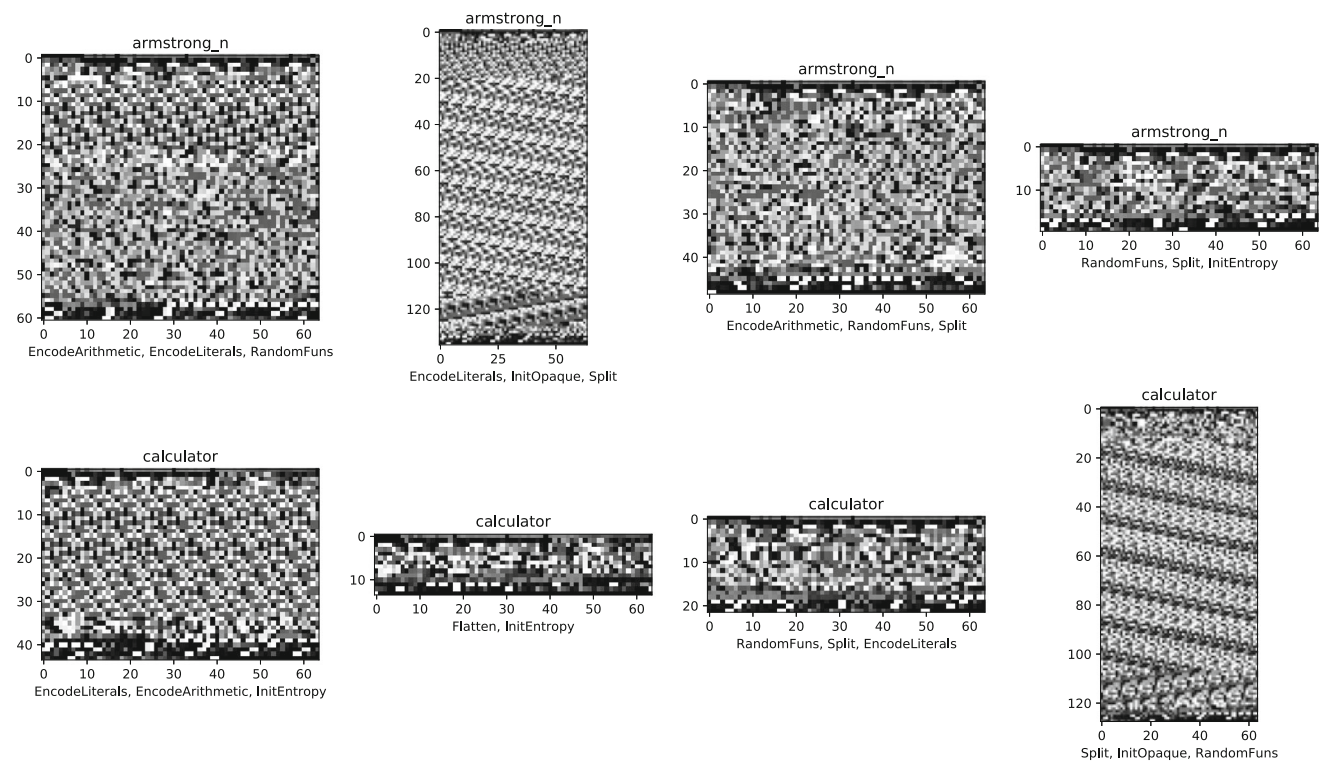 armstrong_n
0
10
20
30
40
50
60
0 10 20 30 40 50 60
EncodeArithmetic, EncodeLiterals, RandomFuns
armstrong_n
0
20
40
60
80
100
120
0 25 50
EncodeLiterals, InitOpaque, Split
armstrong_n
0
10
20
30
40
0 10 20 30 40 50 60
EncodeArithmetic, RandomFuns, Split
armstrong_n
0
10
0 10 20 30 40 50 60
RandomFuns, Split, InitEntropy
calculator
0
10
20
30
40
0 10 20 30 40 50 60
EncodeLiterals, EncodeArithmetic, InitEntropy
calculator
0
10
0 10 20 30 40 50 60
Flatten, InitEntropy
calculator
0
10
20
0 10 20 30 40 50 60
RandomFuns, Split, EncodeLiterals
calculator
0
20
40
60
80
100
120
0 20 40 60
Split, InitOpaque, RandomFuns